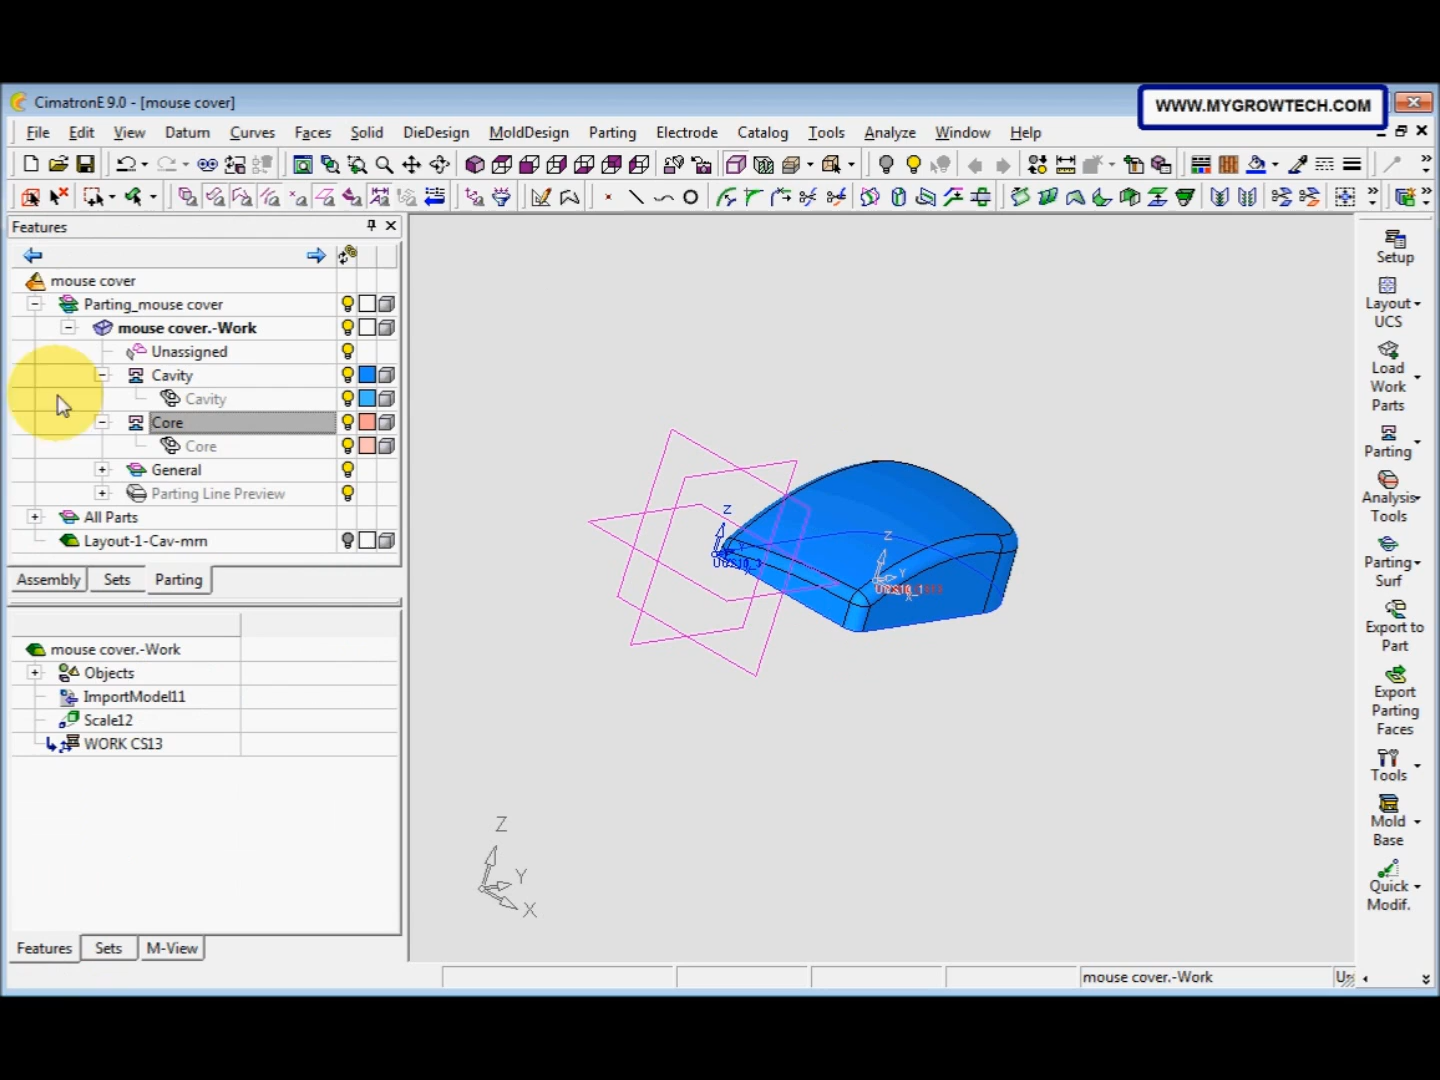 CimatronE 9.0 - [mouse cover]
WWW.MYGROWTECH.COM
File Edit View Datum Curves Faces Solid DieDesign MoldDesign Parting Electrode Catalog Tools Analyze Window Help
Features
mouse cover
Parting_mouse cover
mouse cover.-Work
Unassigned
Cavity
Cavity
Core
Core
General
Parting Line Preview
All Parts
Layout-1-Cav-mm
Assembly Sets Parting
mouse cover.-Work
Objects
ImportModel11
Scale12
WORK CS13
Features Sets M-View
Z
Z
Y
X
Z
Y
X
Setup
Layout
UCS
Load
Work
Parts
Parting
Analysis
Tools
Parting
Surf
Export to
Part
Export
Parting
Faces
Tools
Mold
Base
Quick
Modif.
mouse cover.-Work